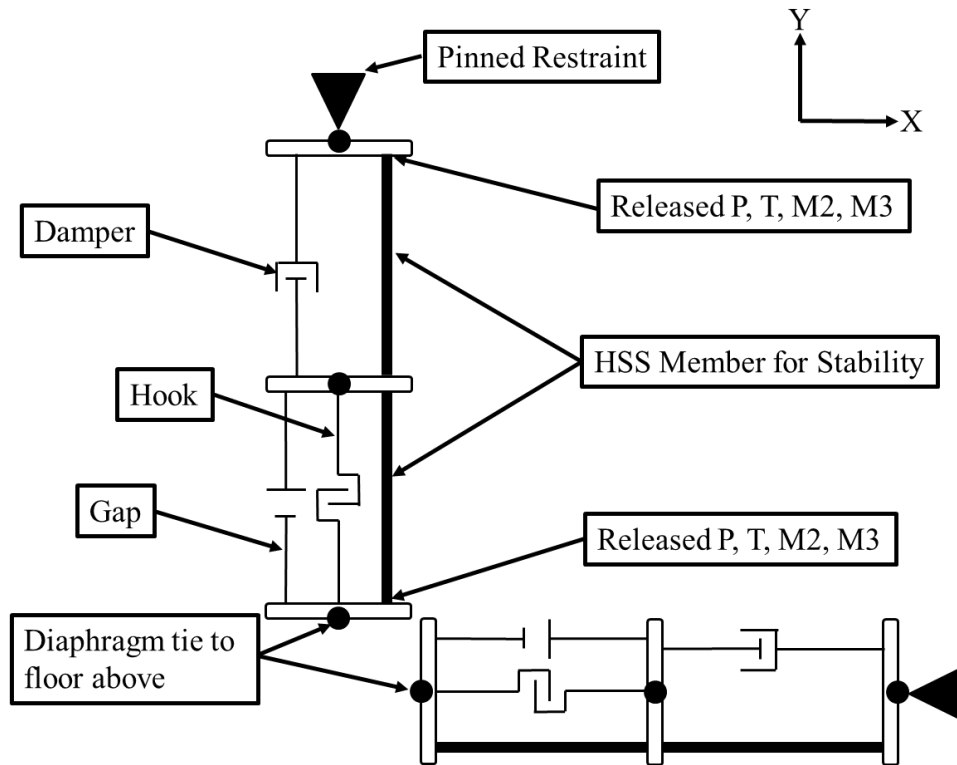 Pinned Restraint
Y
X
Released P, T, M2, M3
Damper
HSS Member for Stability
Hook
Gap
Released P, T, M2, M3
Diaphragm tie to
floor above